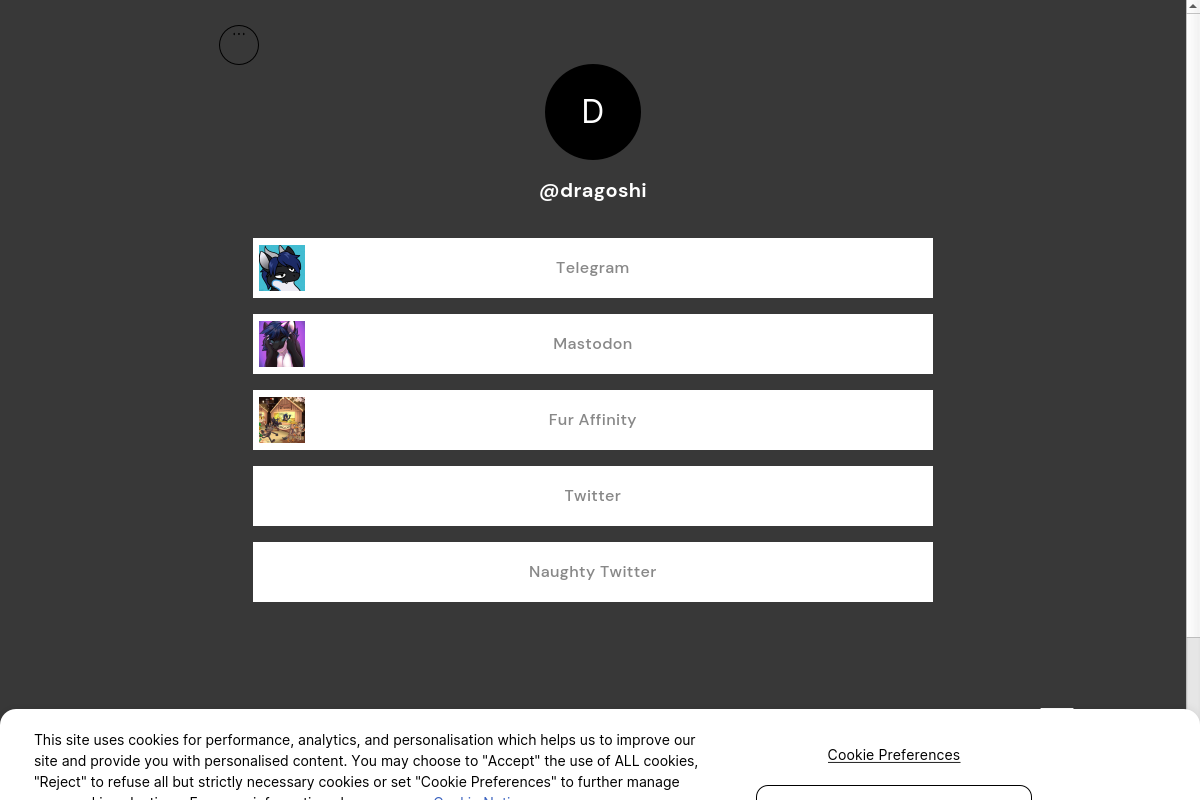 D
@dragoshi
Telegram
Mastodon
Fur Affinity
Twitter
Naughty Twitter
This site uses cookies for performance, analytics, and personalisation which helps us to improve our
site and provide you with personalised content. You may choose to "Accept" the use of ALL cookies,
"Reject" to refuse all but strictly necessary cookies or set "Cookie Preferences" to further manage
Cookie Preferences